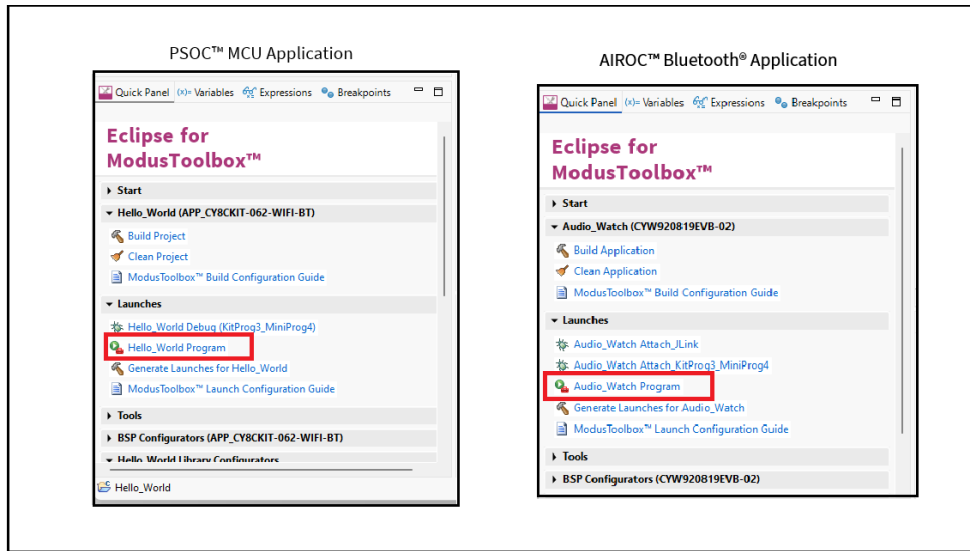 PSOC™ MCU Application
Quick Panel (x)= Variables Expressions Breakpoints
Eclipse for
ModusToolbox™
Start
Hello_World (APP_CY8CKIT-062-WIFI-BT)
Build Project
Clean Project
ModusToolbox™ Build Configuration Guide
Launches
Hello_World Debug (KitProg3_MiniProg4)
Hello_World Program
Generate Launches for Hello_World
ModusToolbox™ Launch Configuration Guide
Tools
BSP Configurators (APP_CY8CKIT-062-WIFI-BT)
Hello_World Library Configurators
Hello_World
AIROC™ Bluetooth® Application
Quick Panel (x)= Variables Expressions Breakpoints
Eclipse for
ModusToolbox™
Start
Audio_Watch (CYW920819EVB-02)
Build Application
Clean Application
ModusToolbox™ Build Configuration Guide
Launches
Audio_Watch Attach_JLink
Audio_Watch Attach_KitProg3_MiniProg4
Audio_Watch Program
Generate Launches for Audio_Watch
ModusToolbox™ Launch Configuration Guide
Tools
BSP Configurators (CYW920819EVB-02)